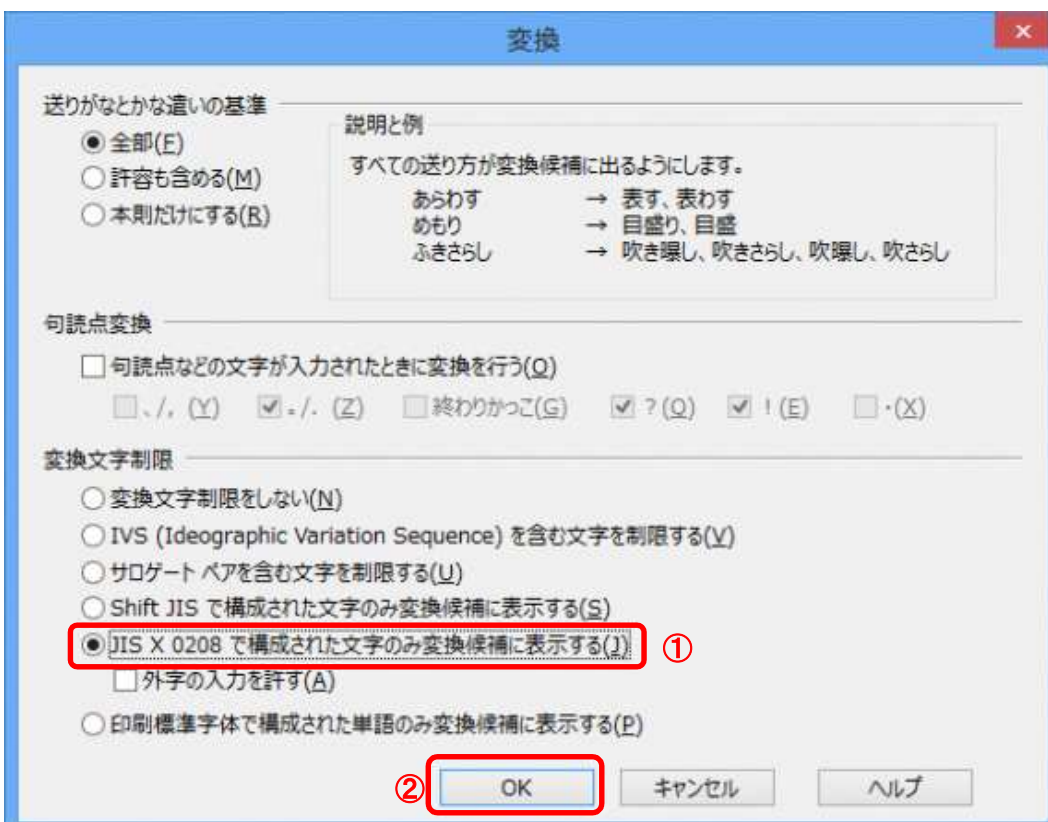 変換
×
送りがなとかな遣いの基準
全部(F)
許容も含める(M)
本則だけにする(R)
説明と例
すべての送り方が変換候補に出るようにします。
あらわす → 表す、表わす
めもり → 目盛り、目盛
ふきさらし → 吹き曝し、吹きさらし、吹曝し、吹さらし
句読点変換
句読点などの文字が入力されたときに変換を行う(O)
、/, (Y) 。/. (Z) 終わりかっこ(G) ? (Q) ! (E) ・(X)
変換文字制限
変換文字制限をしない(N)
IVS (Ideographic Variation Sequence) を含む文字を制限する(V)
サロゲート ペアを含む文字を制限する(U)
Shift JIS で構成された文字のみ変換候補に表示する(S)
JIS X 0208 で構成された文字のみ変換候補に表示する(J) ①
外字の入力を許す(A)
印刷標準字体で構成された単語のみ変換候補に表示する(P)
② OK キャンセル ヘルプ